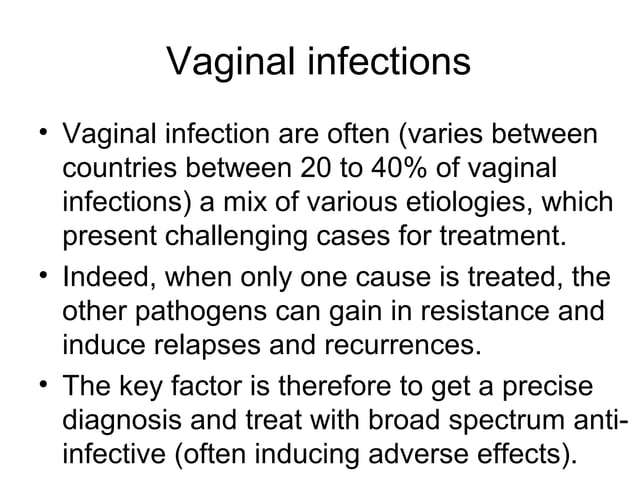 Vaginal infections
• Vaginal infection are often (varies between
countries between 20 to 40% of vaginal
infections) a mix of various etiologies, which
present challenging cases for treatment.
• Indeed, when only one cause is treated, the
other pathogens can gain in resistance and
induce relapses and recurrences.
• The key factor is therefore to get a precise
diagnosis and treat with broad spectrum anti-
infective (often inducing adverse effects).